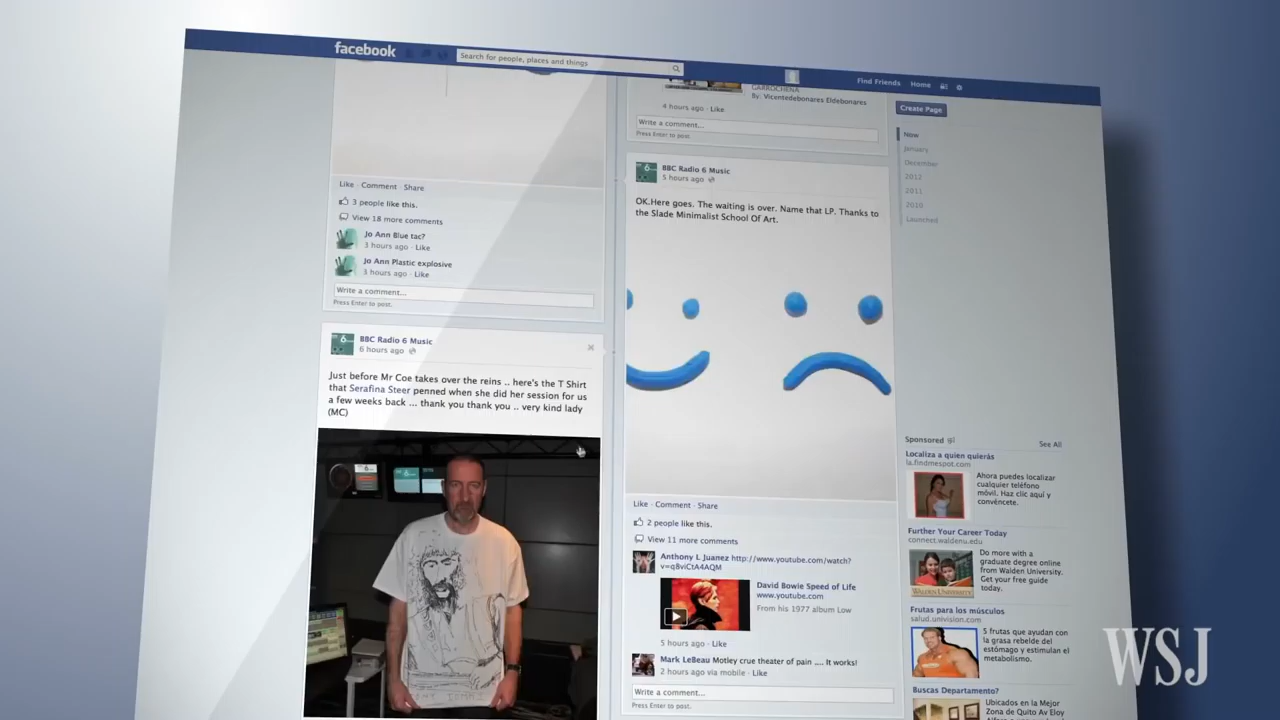 facebook
Search for people, places and things
Find Friends
Home
Like · Comment · Share
3 people like this.
View 18 more comments
Jo Ann Blue tac?
3 hours ago · Like
Jo Ann Plastic explosive
3 hours ago · Like
Write a comment...
Press Enter to post.
BBC Radio 6 Music
6 hours ago
Just before Mr Coe takes over the reins .. here's the T Shirt
that Serafina Steer penned when she did her session for us
a few weeks back ... thank you thank you .. very kind lady
(MC)
GARROCHENA
By: Vicentedebonares Eldebonares
4 hours ago · Like
Write a comment...
Press Enter to post.
BBC Radio 6 Music
5 hours ago
OK.Here goes. The waiting is over. Name that LP. Thanks to
the Slade Minimalist School Of Art.
Like · Comment · Share
2 people like this.
View 11 more comments
Anthony L Juanez http://www.youtube.com/watch?
v=q8viCtA4AQM
David Bowie Speed of Life
www.youtube.com
From his 1977 album Low
5 hours ago · Like
Mark LeBeau Motley crue theater of pain .... It works!
2 hours ago via mobile · Like
Write a comment...
Press Enter to post.
Create Page
Now
January
December
2012
2011
2010
Launched
Sponsored
See All
Localiza a quien quieras
la.findmespot.com
Ahora puedes localizar
cualquier teléfono
móvil. Haz clic aquí y
convéncete.
Further Your Career Today
connect.waldenu.edu
Do more with a
graduate degree online
from Walden University.
Get your free guide
today.
WALDEN UNIVERSITY
Frutas para los músculos
salud.univision.com
5 frutas que ayudan con
la grasa rebelde del
estómago y estimulan el
metabolismo.
Buscas Departamento?
Ubicados en la Mejor
Zona de Quito Av Eloy
WSJ